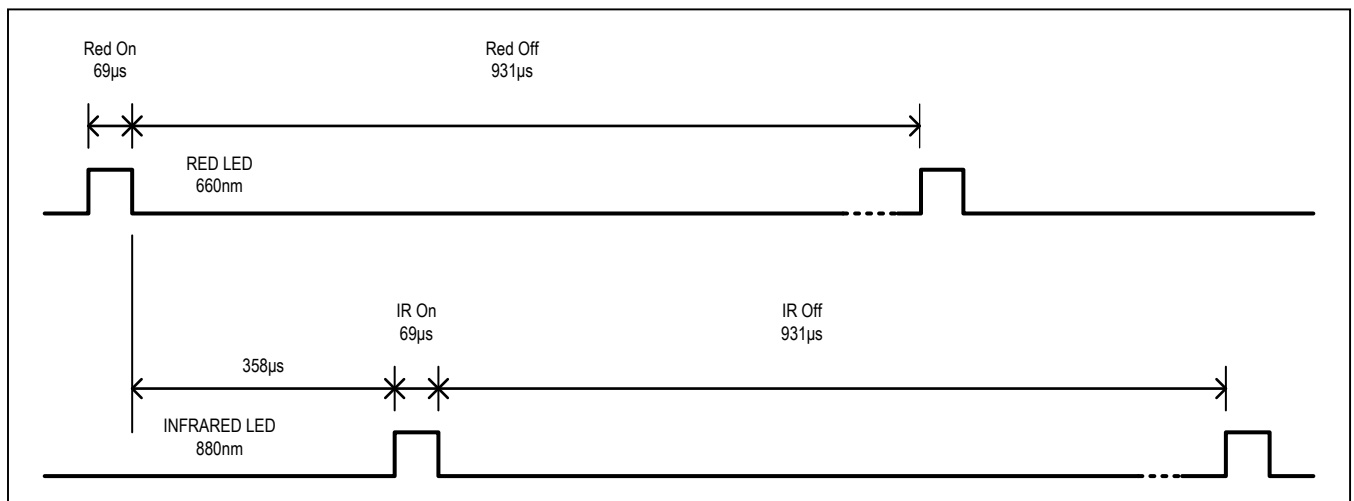 Red On
69µs
Red Off
931µs
RED LED
660nm
IR On
69µs
IR Off
931µs
358µs
INFRARED LED
880nm